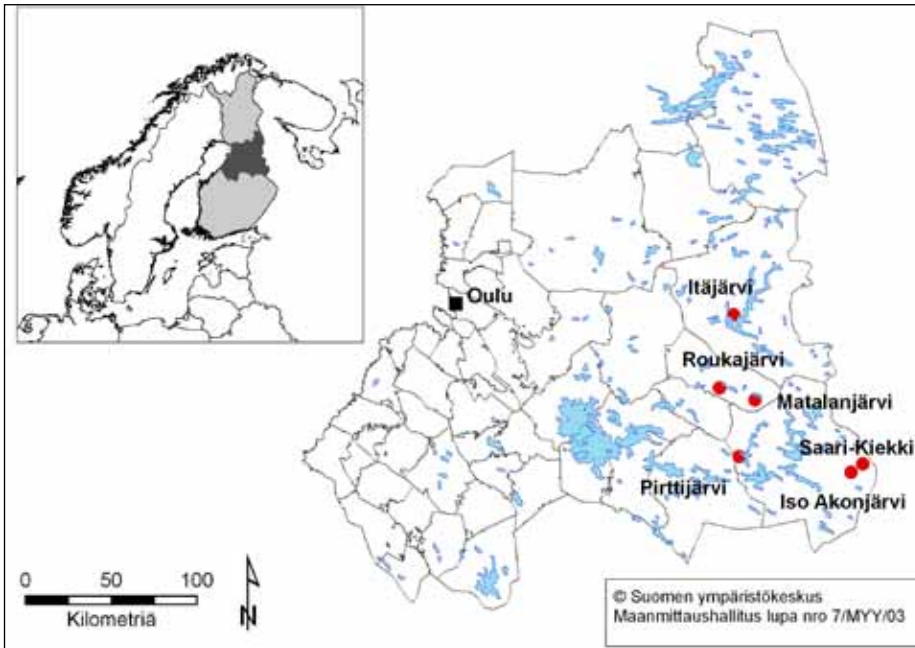 Itäjärvi
Oulu
Roukajärvi
Matalanjärvi
Saari-Kiekki
Pirttijärvi
Iso Akonjärvi
0 50 100
Kilometriä
N
© Suomen ympäristökeskus
Maanmittaushallitus lupa nro 7/MYY/03